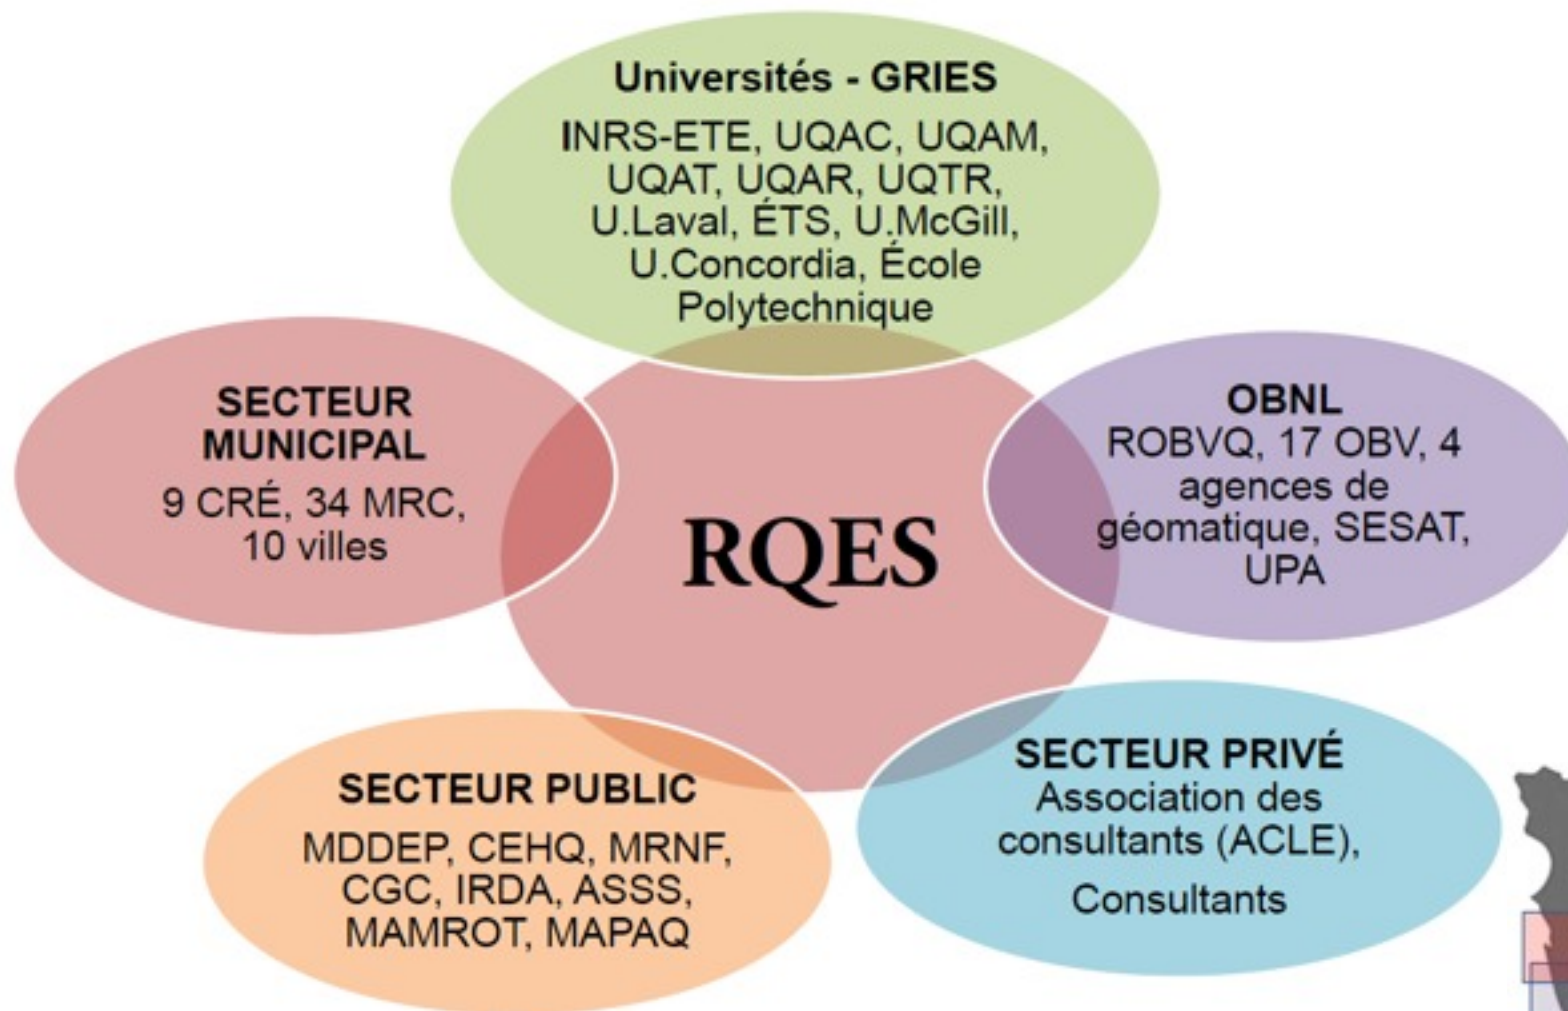 Universités - GRIES
INRS-ETE, UQAC, UQAM,
UQAT, UQAR, UQTR,
U.Laval, ÉTS, U.McGill,
U.Concordia, École
Polytechnique
SECTEUR
MUNICIPAL
9 CRÉ, 34 MRC,
10 villes
RQES
OBNL
ROBVQ, 17 OBV, 4
agences de
géomatique, SESAT,
UPA
SECTEUR PUBLIC
MDDEP, CEHQ, MRNF,
CGC, IRDA, ASSS,
MAMROT, MAPAQ
SECTEUR PRIVÉ
Association des
consultants (ACLE),
Consultants